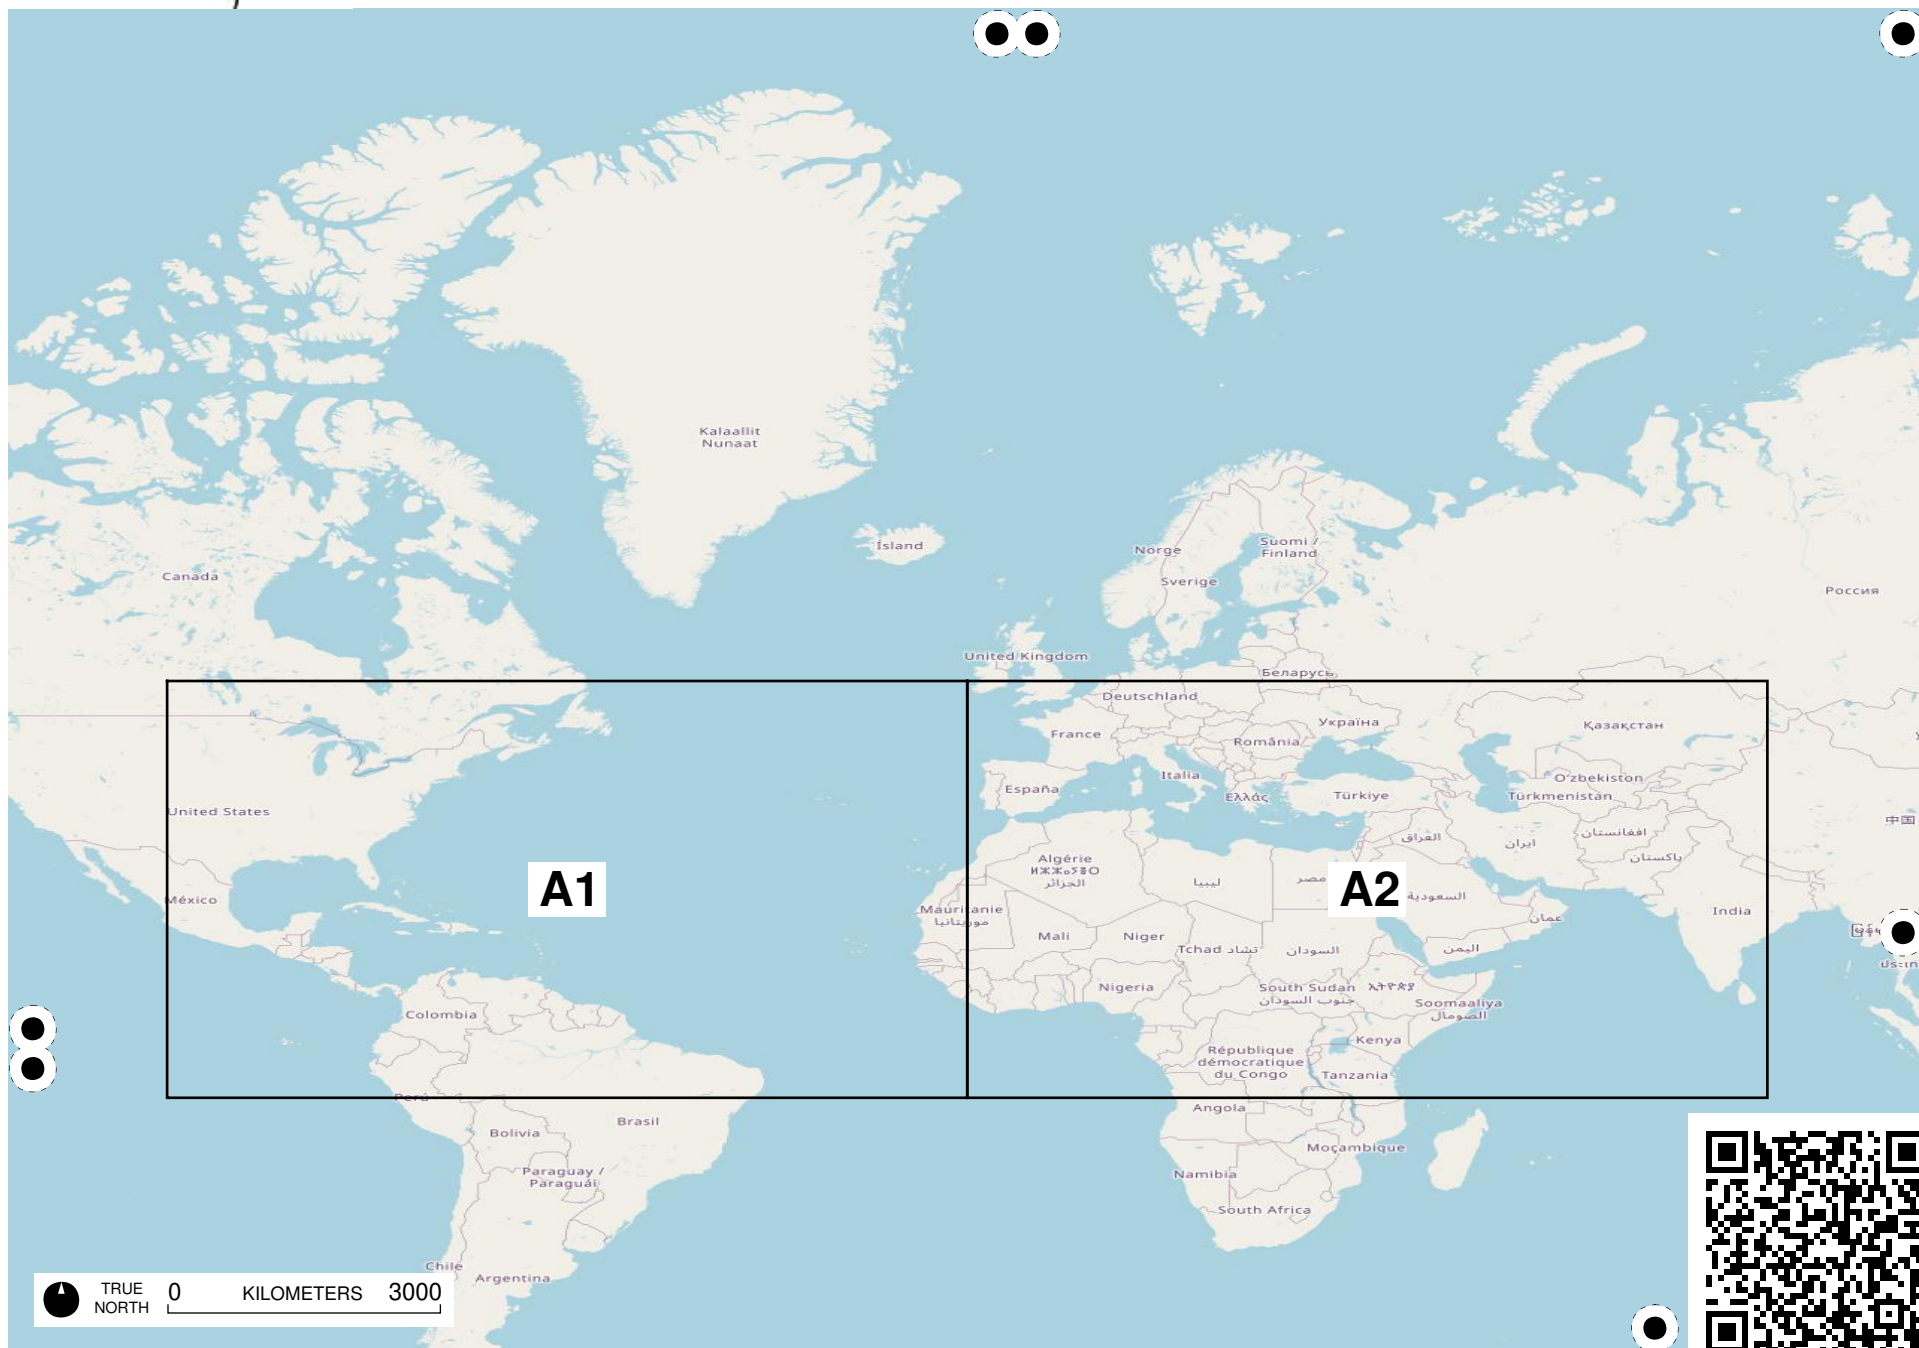 Kalaallit
Nunaat
Ísland
Norge
Suomi /
Finland
Sverige
Canada
Россия
United Kingdom
Беларусь
Deutschland
Україна
Қазақстан
France
România
Italia
O'zbekiston
España
Ελλάς
Türkiye
Türkmenistan
United States
中国
العراق
افغانستان
ایران
پاکستان
Algérie
ⵍⵣⵣⴰⵢⴻⵔ
الجزائر
ليبيا
مصر
A1
A2
السعودية
México
Mauritanie
موريتانيا
India
عمان
Mali
Niger
Tchad تشاد
السودان
اليمن
Nigeria
South Sudan
جنوب السودان
ኢትዮጵያ
Soomaaliya
الصومال
Colombia
Kenya
République
démocratique
du Congo
Tanzania
Perú
Angola
Brasil
Bolivia
Moçambique
Paraguay /
Paraguái
Namibia
South Africa
Chile
Argentina
TRUE
NORTH
0 KILOMETERS 3000